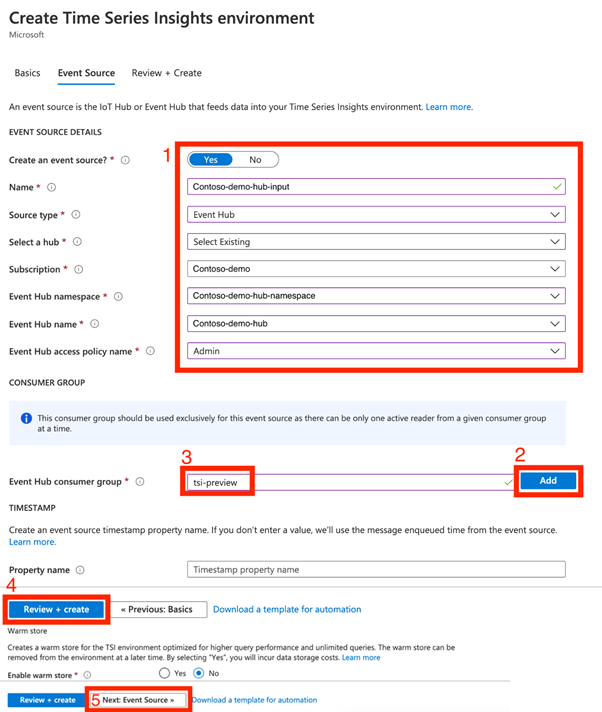 Create Time Series Insights environment
Microsoft
Basics Event Source Review + Create
An event source is the IoT Hub or Event Hub that feeds data into your Time Series Insights environment. Learn more.
EVENT SOURCE DETAILS
1
Create an event source? * Yes No
Name * Contoso-demo-hub-input
Source type * Event Hub
Select a hub * Select Existing
Subscription * Contoso-demo
Event Hub namespace * Contoso-demo-hub-namespace
Event Hub name * Contoso-demo-hub
Event Hub access policy name * Admin
CONSUMER GROUP
This consumer group should be used exclusively for this event source as there can be only one active reader from a given consumer group
at a time.
3 2
Event Hub consumer group * tsi-preview Add
TIMESTAMP
Create an event source timestamp property name. If you don't enter a value, we'll use the message enqueued time from the event source.
Learn more.
Property name Timestamp property name
4
Review + create « Previous: Basics Download a template for automation
Warm store
Creates a warm store for the TSI environment optimized for higher query performance and unlimited queries. The warm store can be
removed from the environment at a later time. By selecting "Yes", you will incur data storage costs. Learn more
Enable warm store * Yes No
Review + create 5 Next: Event Source » Download a template for automation